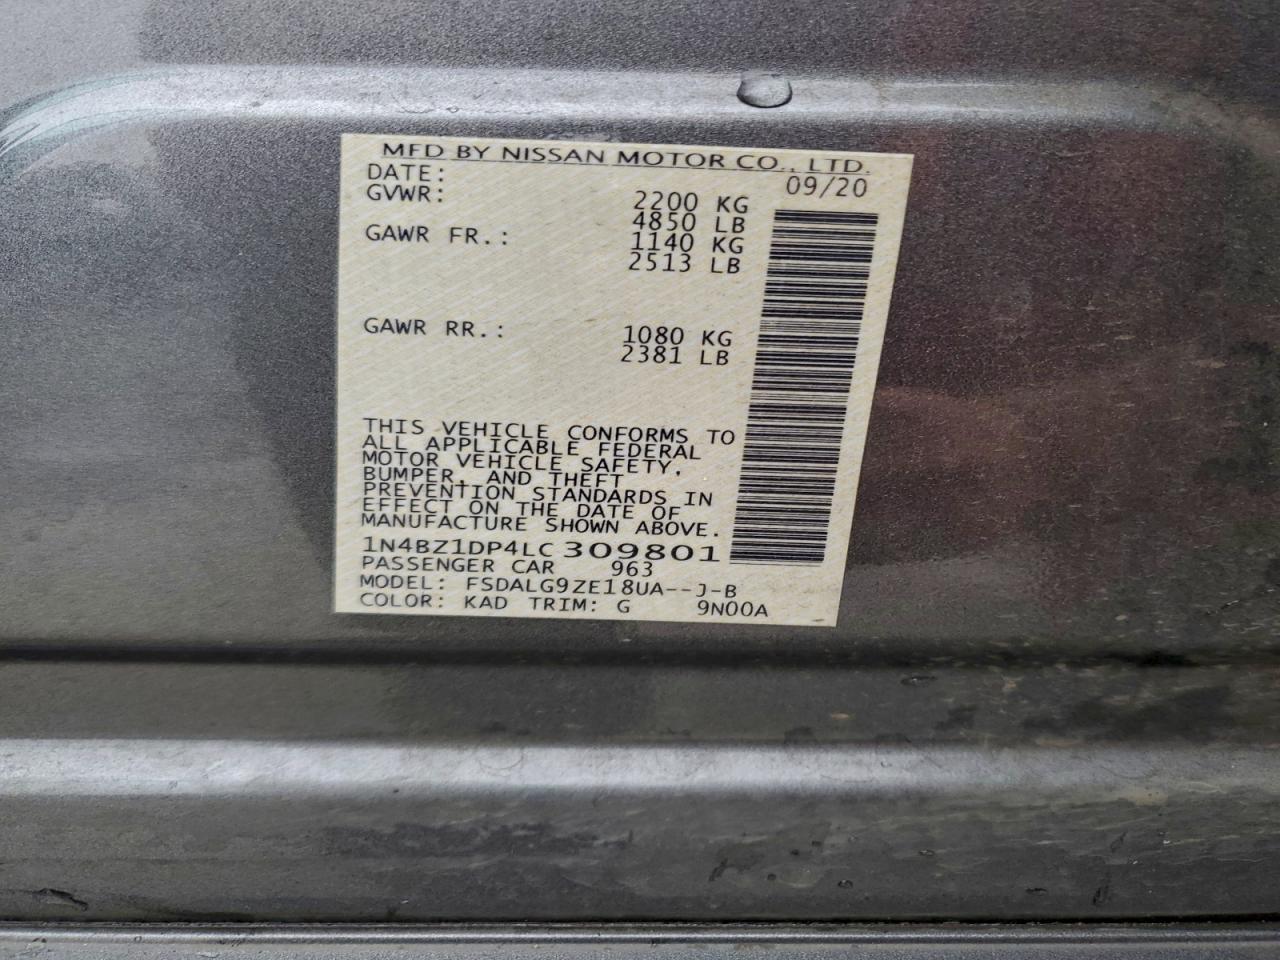 MFD BY NISSAN MOTOR CO., LTD.
DATE: 09/20
GVWR: 2200 KG
4850 LB
GAWR FR.: 1140 KG
2513 LB
GAWR RR.: 1080 KG
2381 LB
THIS VEHICLE CONFORMS TO
ALL APPLICABLE FEDERAL
MOTOR VEHICLE SAFETY,
BUMPER, AND THEFT
PREVENTION STANDARDS IN
EFFECT ON THE DATE OF
MANUFACTURE SHOWN ABOVE.
1N4BZ1DP4LC309801
PASSENGER CAR 963
MODEL: FSDALG9ZE18UA--J-B
COLOR: KAD TRIM: G 9N00A